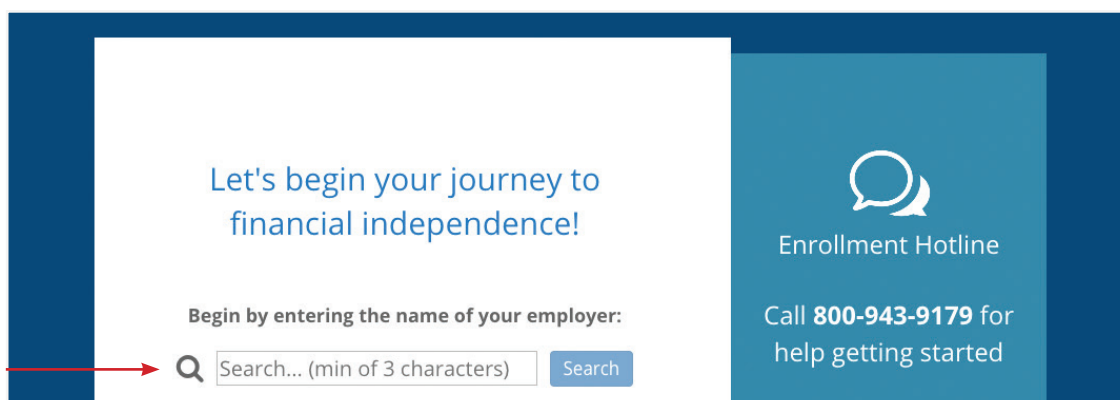 Let's begin your journey to
financial independence!
Begin by entering the name of your employer:
Search... (min of 3 characters)
Search
Enrollment Hotline
Call 800-943-9179 for
help getting started